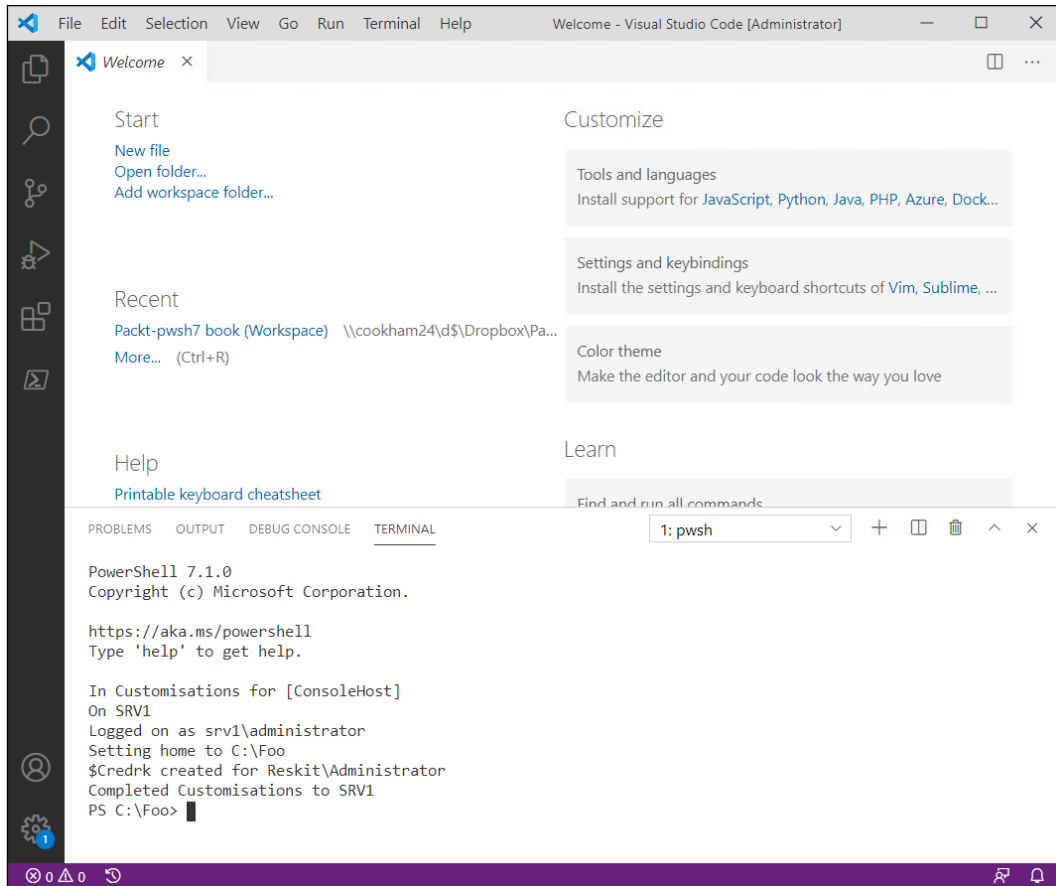 File Edit Selection View Go Run Terminal Help Welcome - Visual Studio Code [Administrator]
Welcome
Start
New file
Open folder...
Add workspace folder...
Recent
Packt-pwsh7 book (Workspace) \\cookham24\d$\Dropbox\Pa...
More... (Ctrl+R)
Help
Printable keyboard cheatsheet
Customize
Tools and languages
Install support for JavaScript, Python, Java, PHP, Azure, Dock...
Settings and keybindings
Install the settings and keyboard shortcuts of Vim, Sublime, ...
Color theme
Make the editor and your code look the way you love
Learn
Find and run all commands
PROBLEMS OUTPUT DEBUG CONSOLE TERMINAL 1: pwsh
PowerShell 7.1.0
Copyright (c) Microsoft Corporation.
https://aka.ms/powershell
Type 'help' to get help.
In Customisations for [ConsoleHost]
On SRV1
Logged on as srv1\administrator
Setting home to C:\Foo
$Credrk created for Reskit\Administrator
Completed Customisations to SRV1
PS C:\Foo>
1
0 0